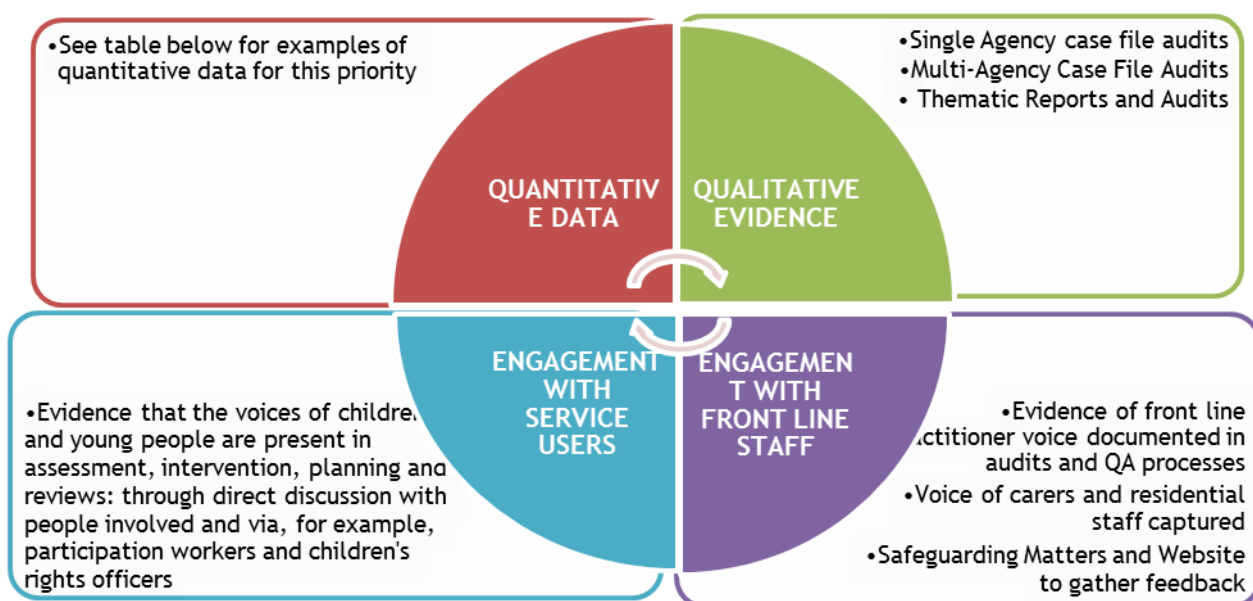 •See table below for examples of
quantitative data for this priority
•Single Agency case file audits
•Multi-Agency Case File Audits
• Thematic Reports and Audits
QUANTITATIV
E DATA
QUALITATIVE
EVIDENCE
ENGAGEMENT
WITH
SERVICE
USERS
ENGAGEMEN
T WITH
FRONT LINE
STAFF
•Evidence that the voices of children
and young people are present in
assessment, intervention, planning and
reviews: through direct discussion with
people involved and via, for example,
participation workers and children's
rights officers
•Evidence of front line
actitioner voice documented in
audits and QA processes
•Voice of carers and residential
staff captured
•Safeguarding Matters and Website
to gather feedback